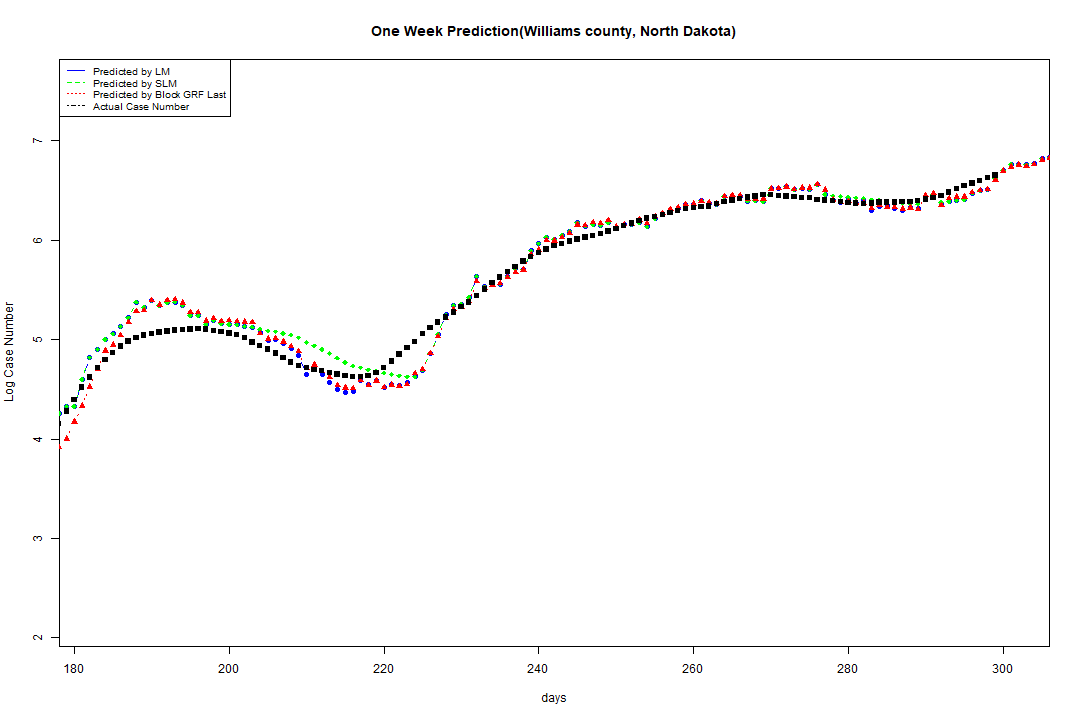 One Week Prediction(Williams county, North Dakota)
Predicted by LM
Predicted by SLM
Predicted by Block GRF Last
Actual Case Number
7
6
5
4
3
2
Log Case Number
180 200 220 240 260 280 300
days